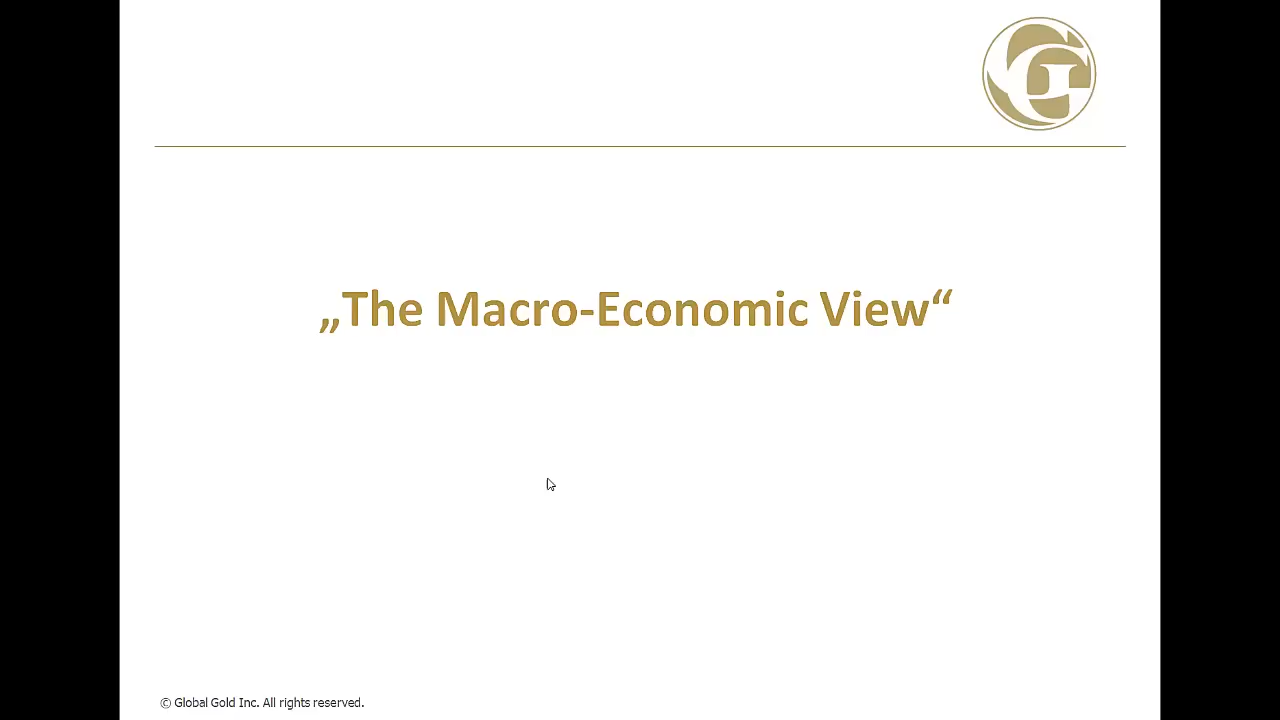 „The Macro-Economic View“
© Global Gold Inc. All rights reserved.